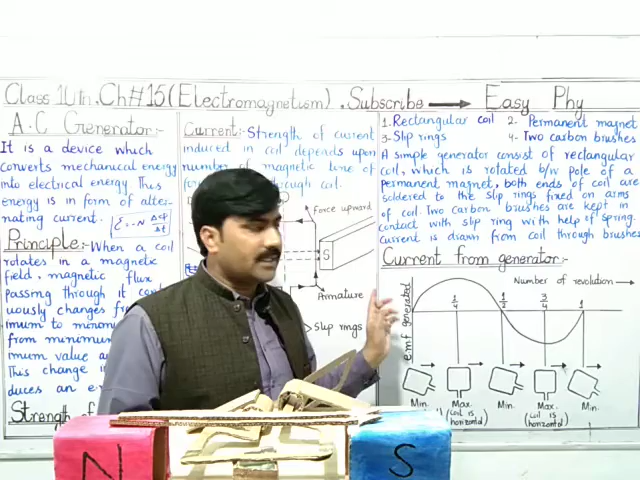 Class 10th, Ch#15(Electromagnetism) , Subscribe → Easy Phy
A.C Generator:-
It is a device which
converts mechanical energy
into electrical energy This
energy is in form of alter-
nating current.
Principle:- When a coil
rotates in a magnetic
field, magnetic flux
passing through it
uously changes
imum to
from minimum
imum value
This change
duces an
Strength
Current:- Strength of current
induced in coil depends upon
number of magnetic line of
Force upward
S
Armature
Slip rings
1. Rectangular coil 2- Permanent magnet
3- Slip rings 4- Two carbon brushes
A simple generator consist of rectangular
coil, which is rotated b/w pole of a
permanent magnet, both ends of coil are
soldered to the slip rings fixed on arms
of coil. Two carbon brushes are kept in
contact with slip ring with help of spring.
Current is drawn from coil through brushes
Current from generator:-
Number of revolution →
e.m.f generated
1/4 1/2 3/4 1
Min. Max. Min. Max. Min.
(coil is (coil is
horizontal) horizontal)
N S